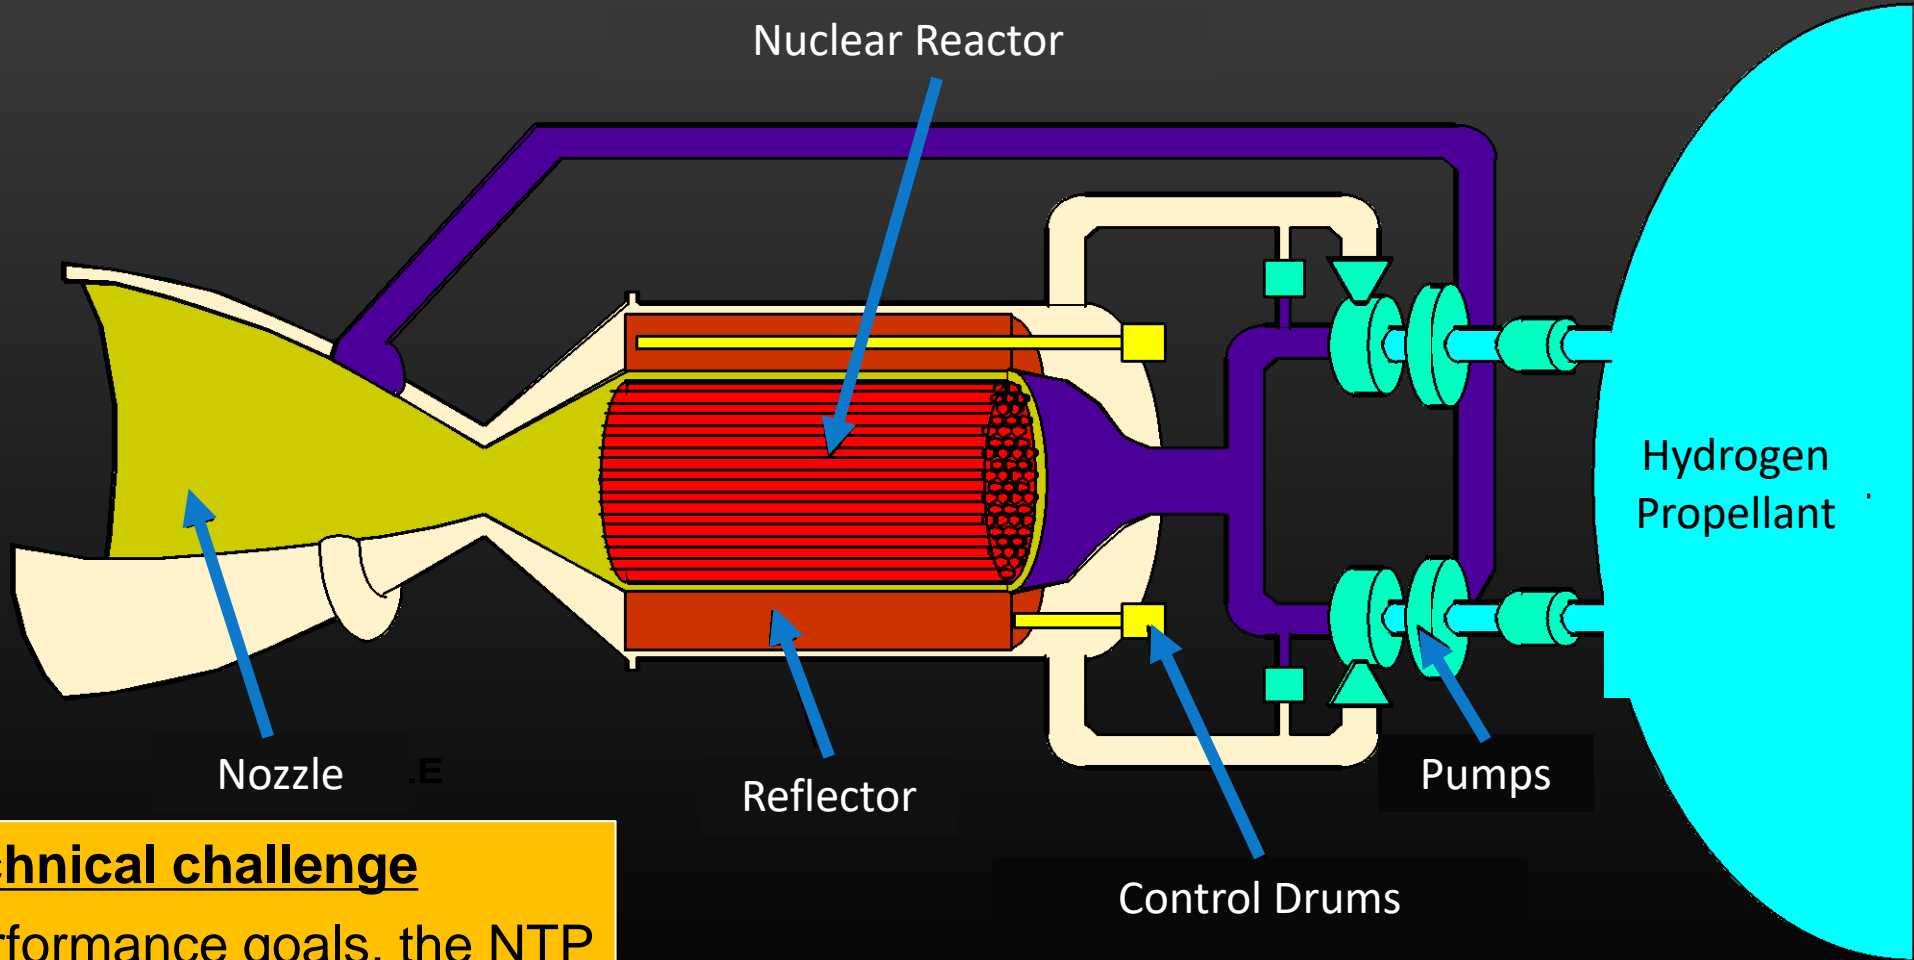 Nuclear Reactor
Hydrogen
Propellant
Nozzle
.E
Reflector
Pumps
Control Drums
chnical challenge
rformance goals, the NTP